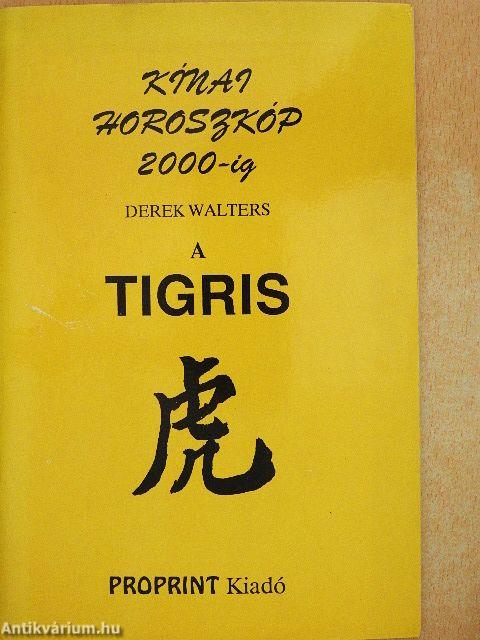 KÍNAI
HOROSZKÓP
2000-ig
DEREK WALTERS
A
TIGRIS
虎
PROPRINT Kiadó
Antikvárium.hu